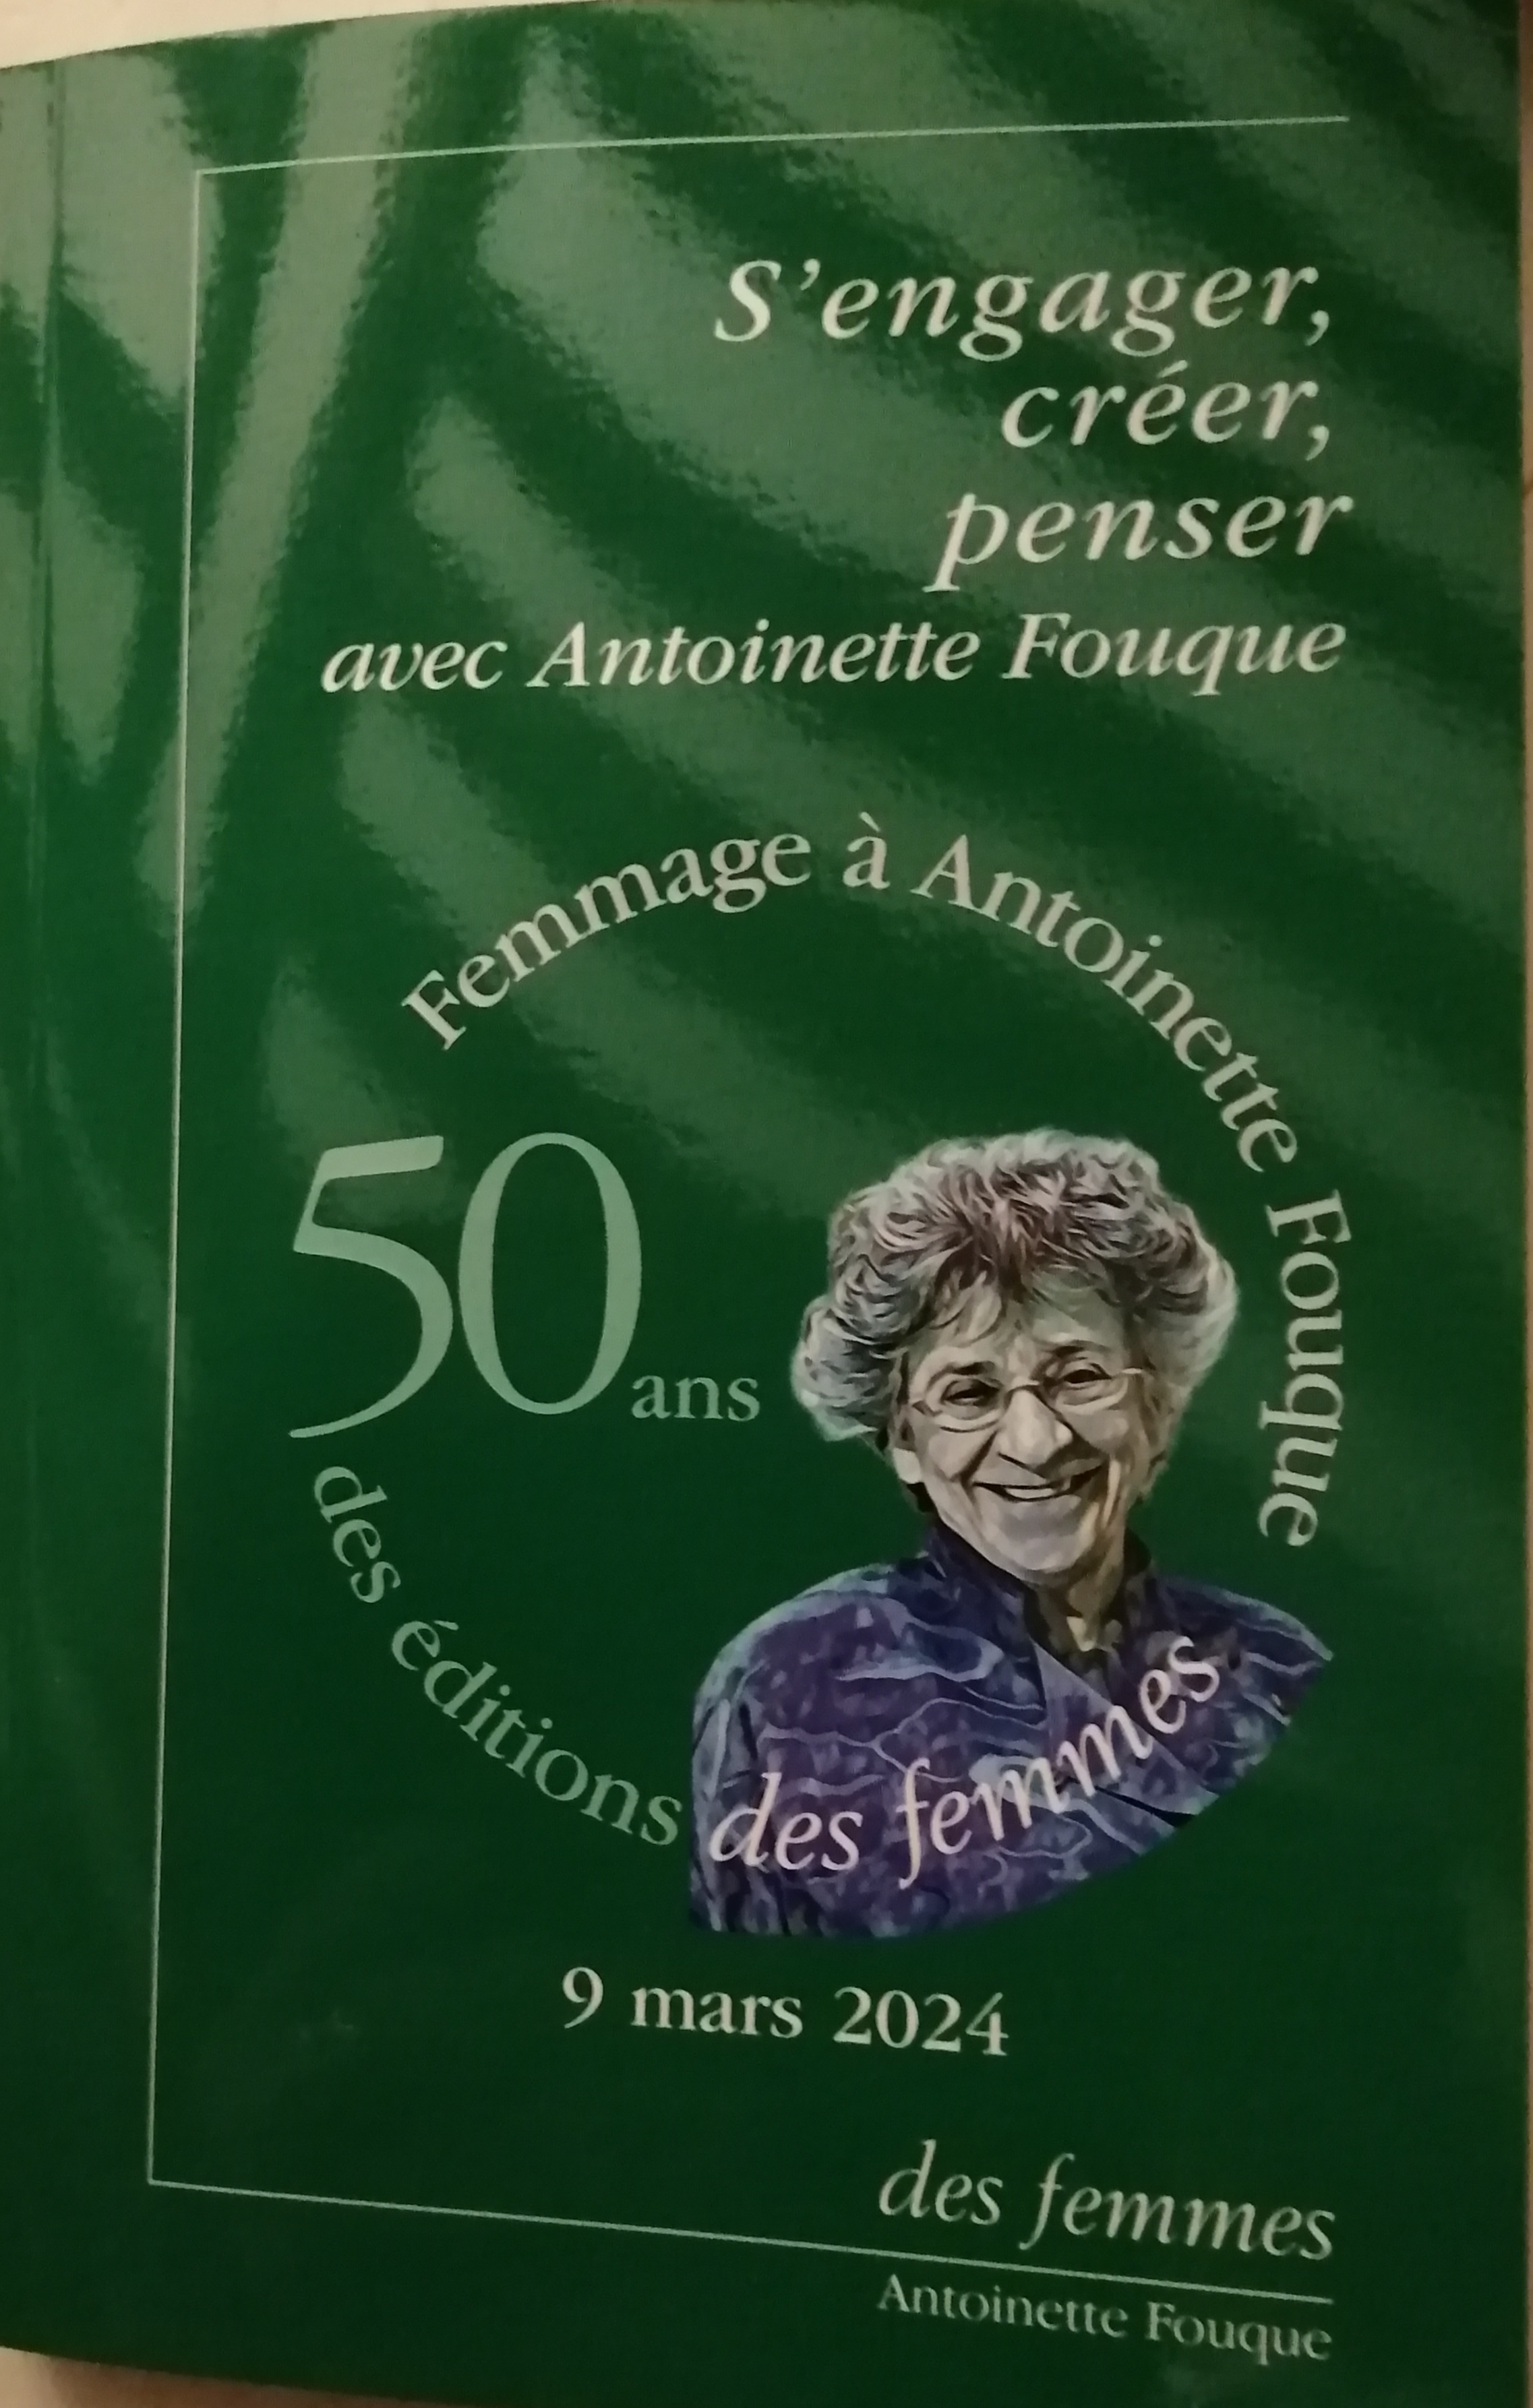 S'engager,
créer,
penser
avec Antoinette Fouque
Femmage à Antoinette Fouque
50 ans
des éditions des femmes
9 mars 2024
des femmes
Antoinette Fouque